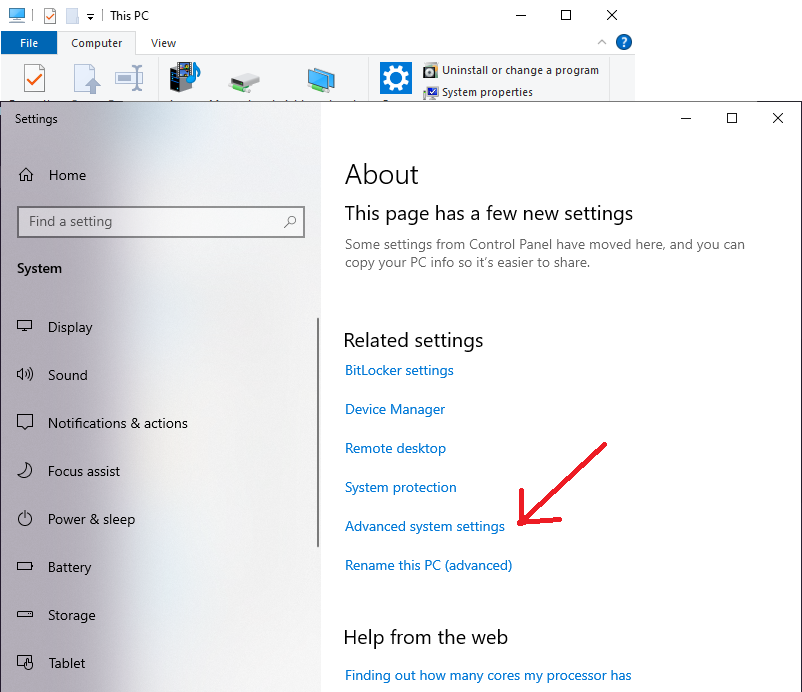 This PC
File
Computer
View
Uninstall or change a program
System properties
Settings
Home
Find a setting
System
Display
Sound
Notifications & actions
Focus assist
Power & sleep
Battery
Storage
Tablet
About
This page has a few new settings
Some settings from Control Panel have moved here, and you can
copy your PC info so it's easier to share.
Related settings
BitLocker settings
Device Manager
Remote desktop
System protection
Advanced system settings
Rename this PC (advanced)
Help from the web
Finding out how many cores my processor has